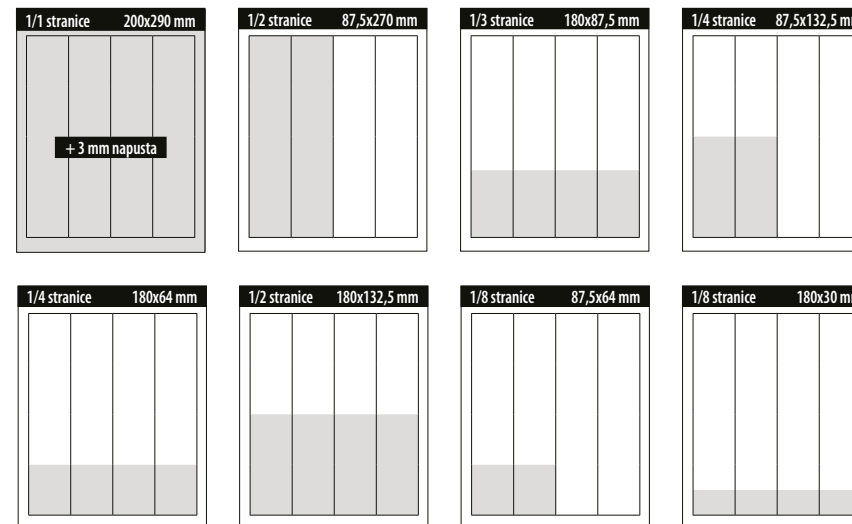 1/1 stranice 200x290 mm
1/2 stranice 87,5x270 mm
1/3 stranice 180x87,5 mm
1/4 stranice 87,5x132,5 m
+ 3 mm napusta
1/4 stranice 180x64 mm
1/2 stranice 180x132,5 mm
1/8 stranice 87,5x64 mm
1/8 stranice 180x30 m